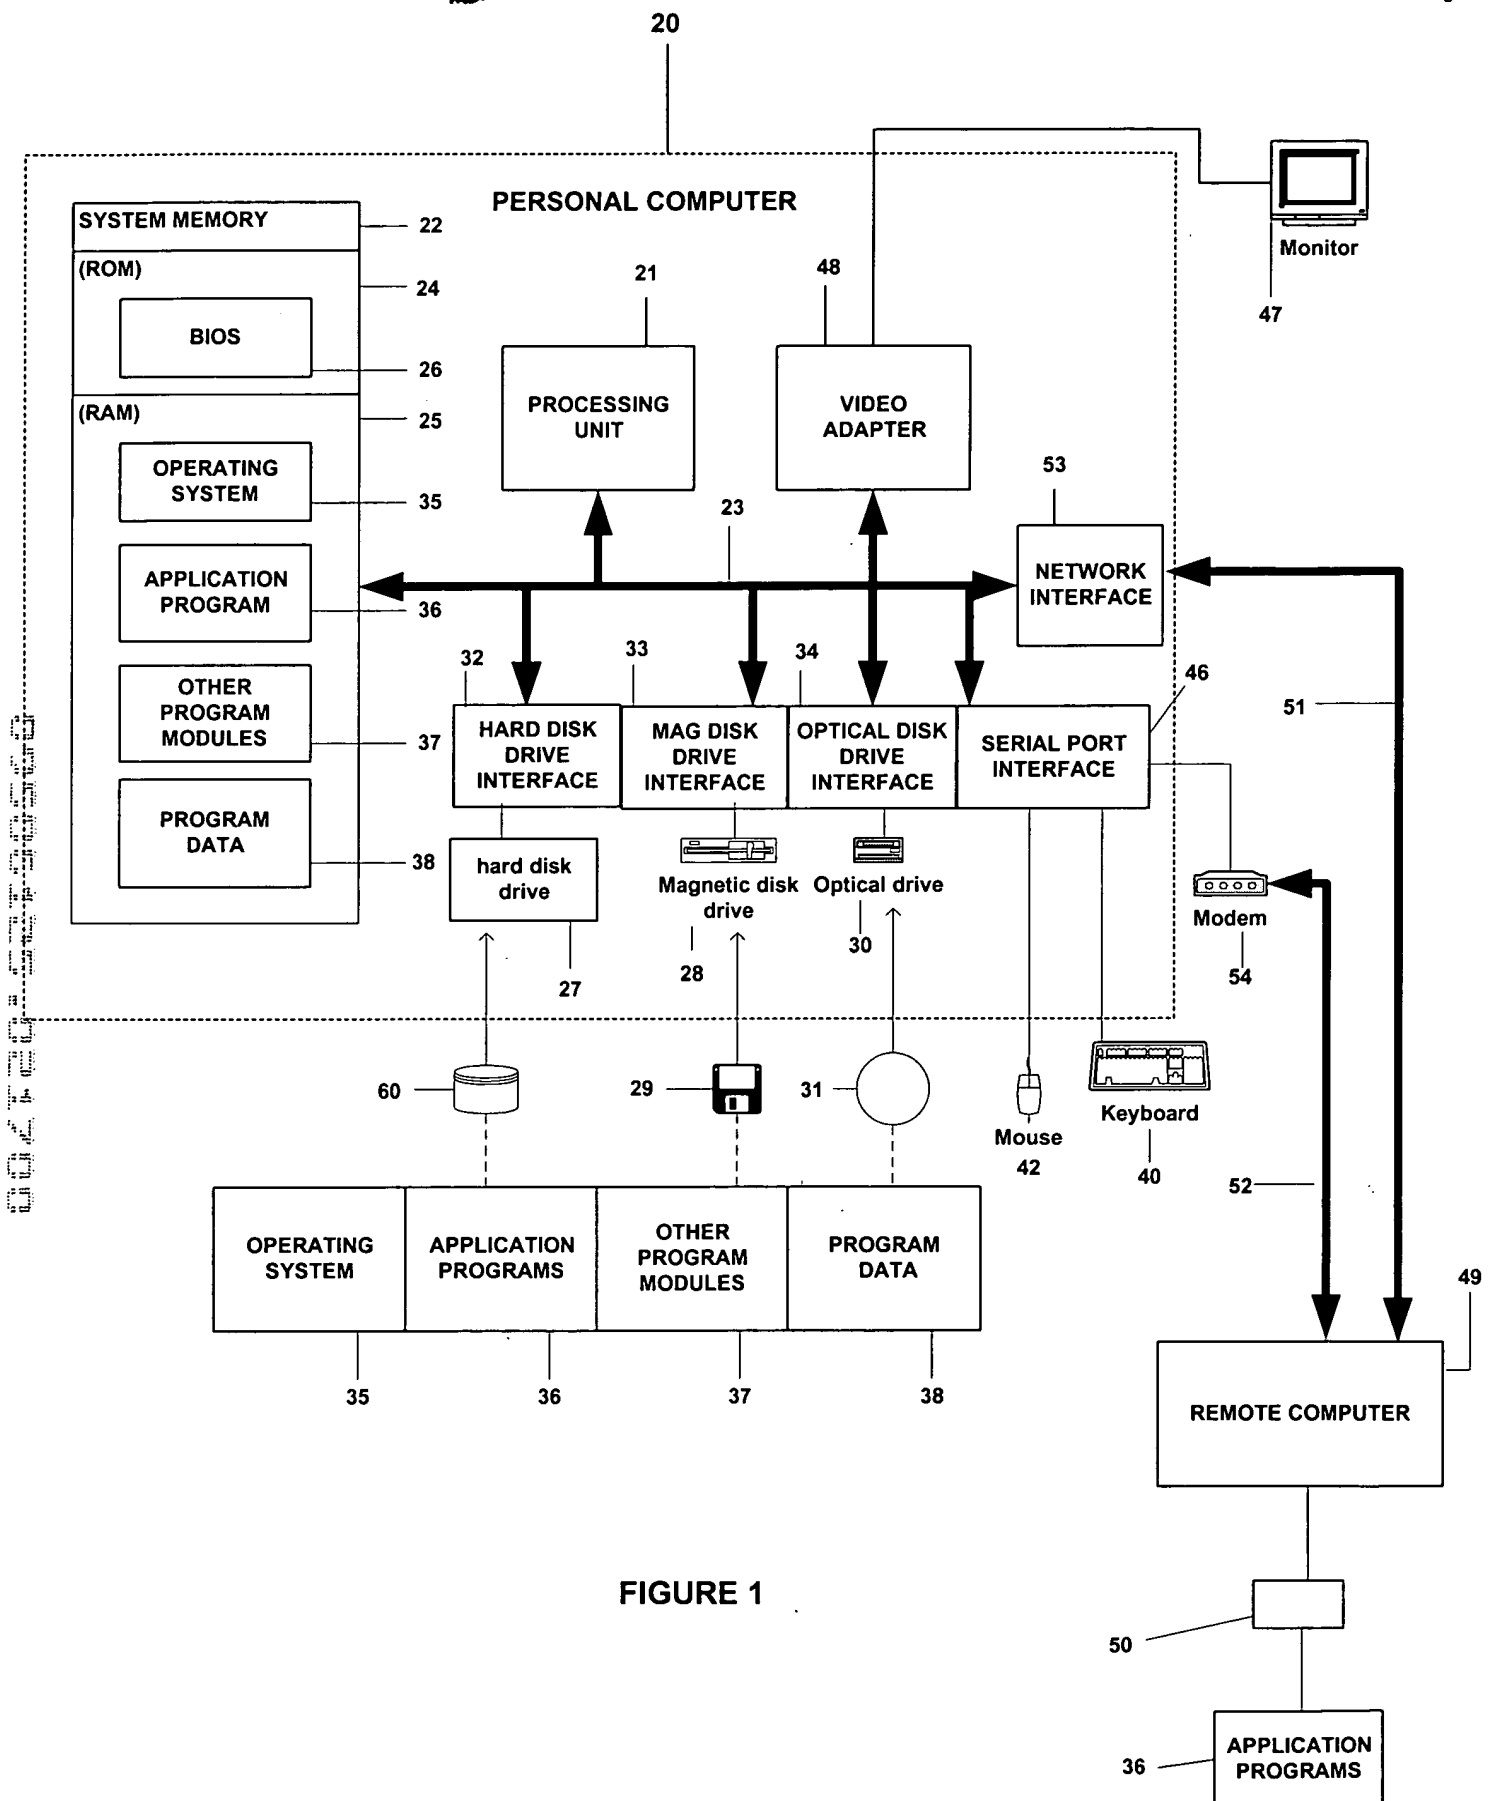 20
PERSONAL COMPUTER
SYSTEM MEMORY
22
(ROM)
24
BIOS
26
(RAM)
25
OPERATING
SYSTEM
35
APPLICATION
PROGRAM
36
OTHER
PROGRAM
MODULES
37
PROGRAM
DATA
38
21
PROCESSING
UNIT
48
VIDEO
ADAPTER
Monitor
47
23
53
NETWORK
INTERFACE
32
HARD DISK
DRIVE
INTERFACE
33
MAG DISK
DRIVE
INTERFACE
34
OPTICAL DISK
DRIVE
INTERFACE
46
SERIAL PORT
INTERFACE
51
hard disk
drive
27
Magnetic disk
drive
28
Optical drive
30
Modem
54
60
29
31
Mouse
42
Keyboard
40
52
OPERATING
SYSTEM
APPLICATION
PROGRAMS
OTHER
PROGRAM
MODULES
PROGRAM
DATA
35
36
37
38
49
REMOTE COMPUTER
FIGURE 1
50
36
APPLICATION
PROGRAMS